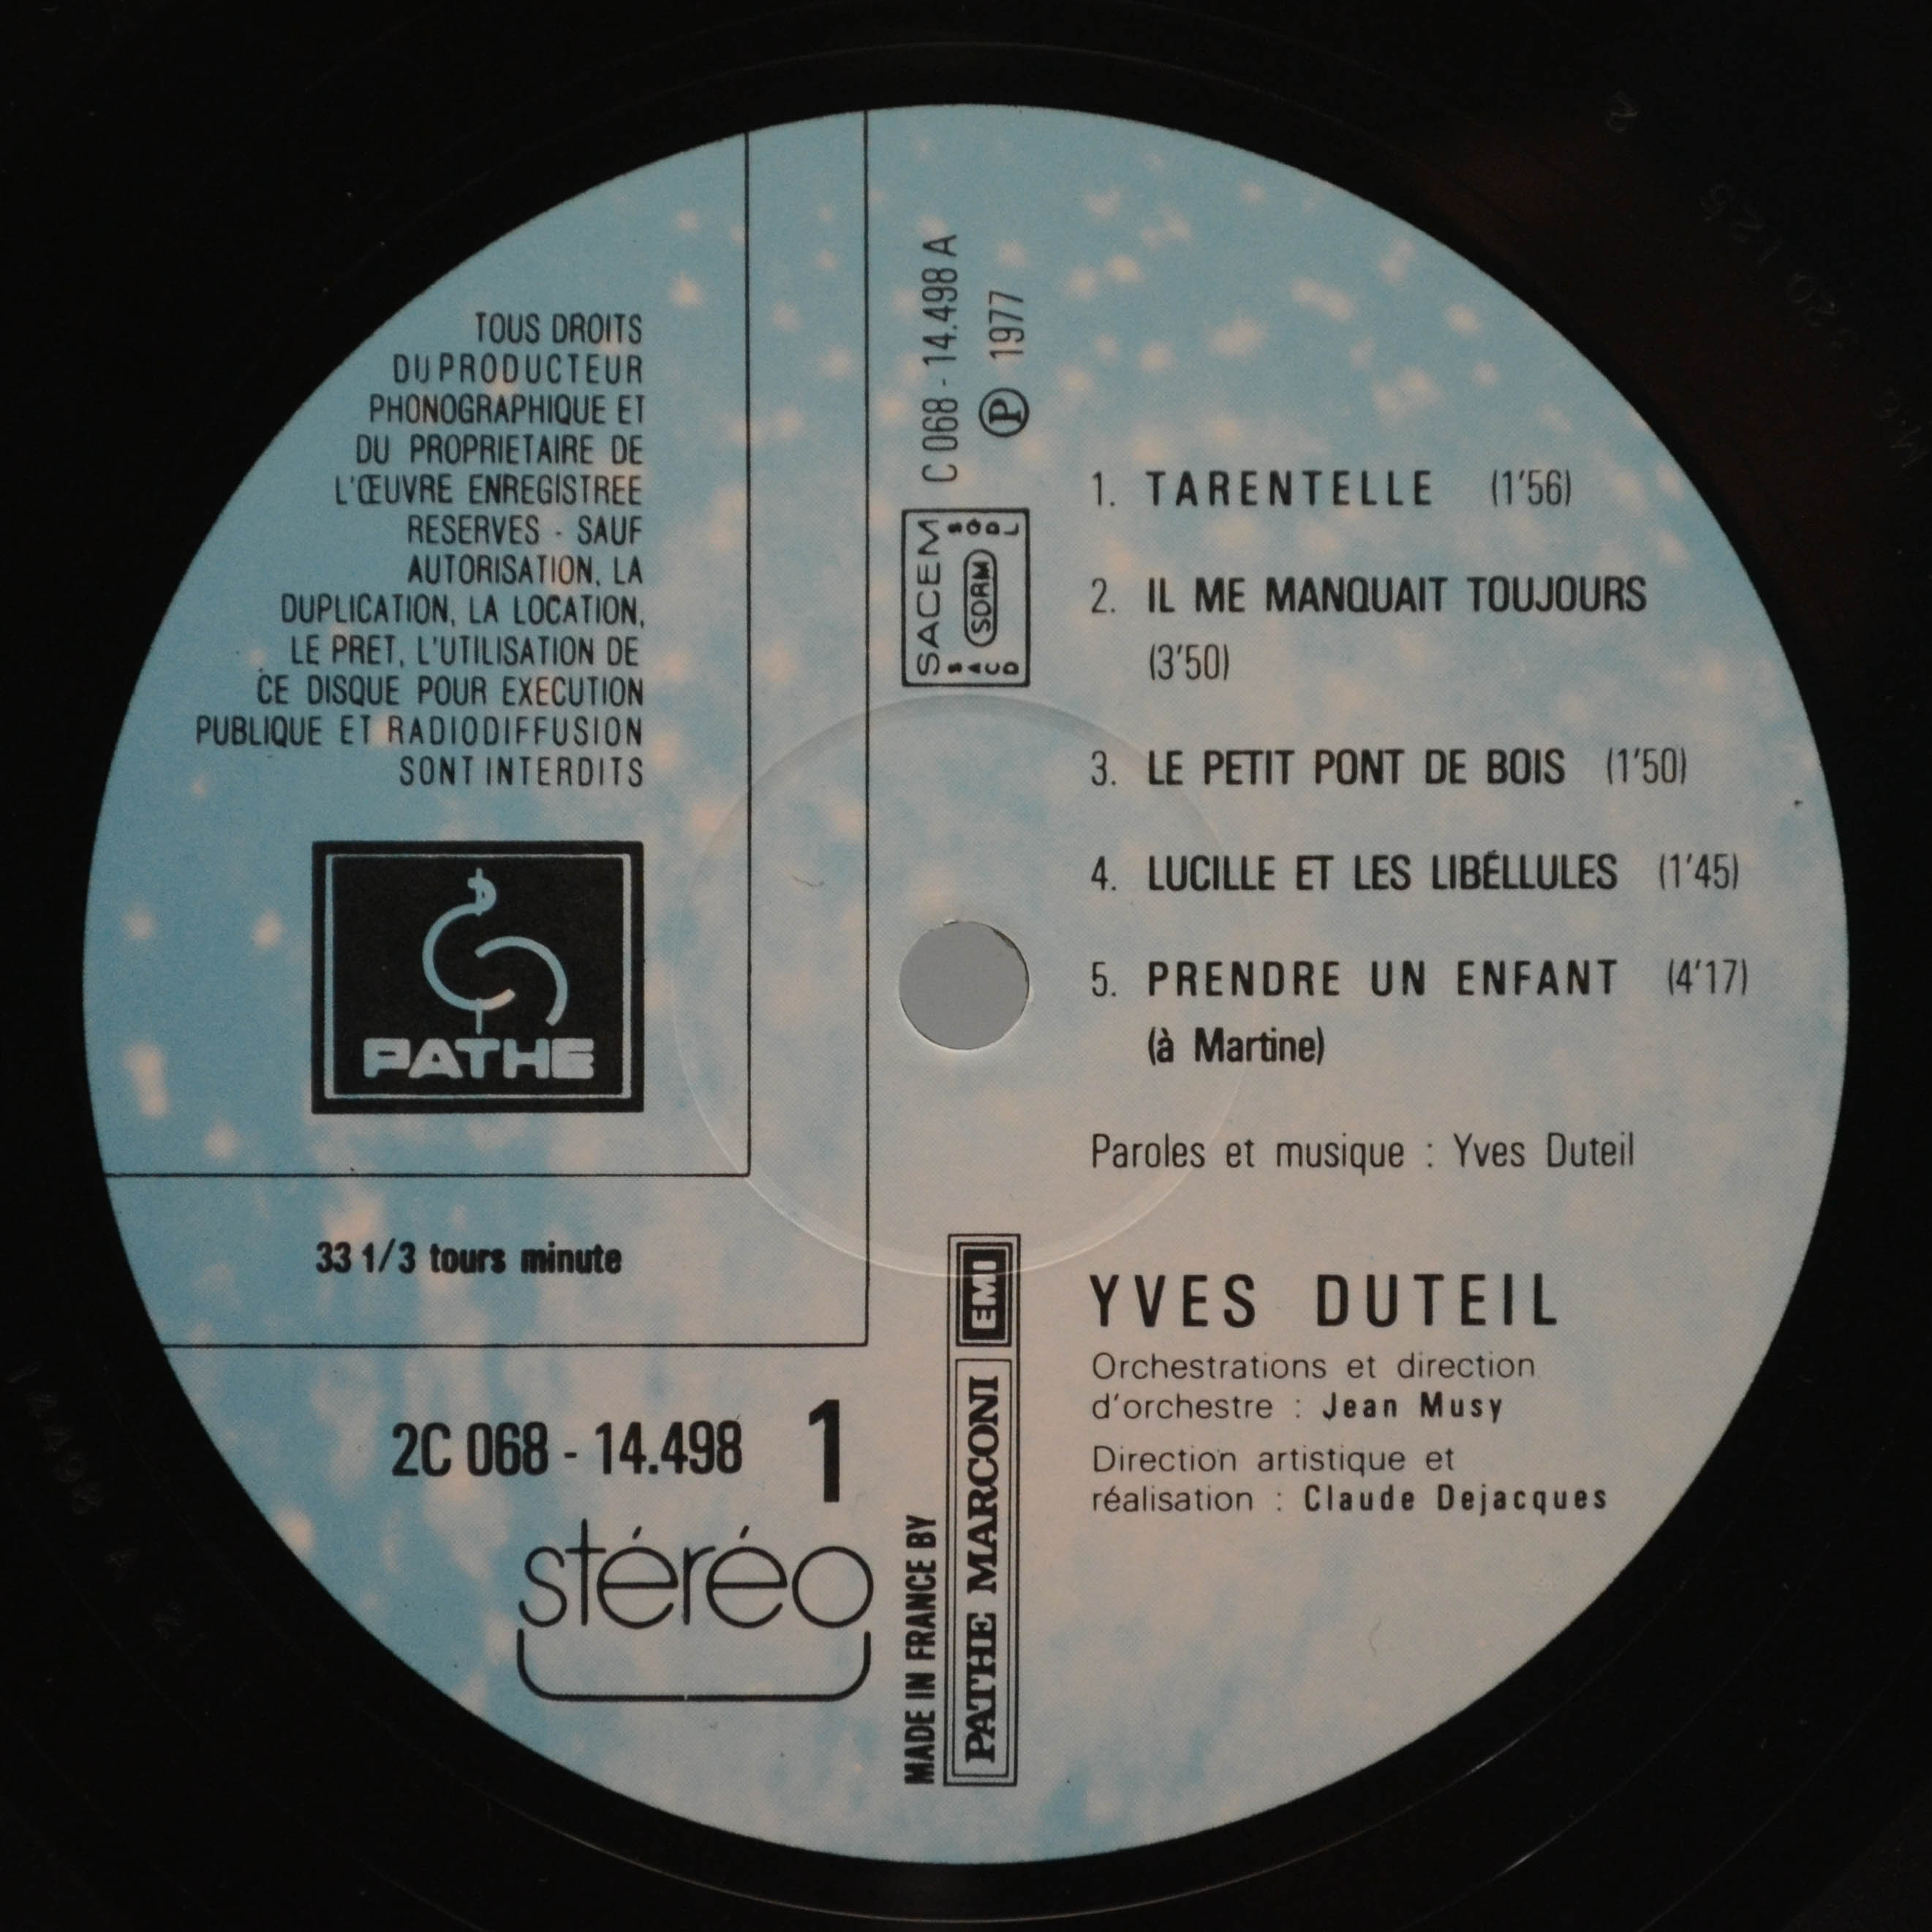 TOUS DROITS
DU PRODUCTEUR
PHONOGRAPHIQUE ET
DU PROPRIETAIRE DE
L'ŒUVRE ENREGISTREE
RESERVES - SAUF
AUTORISATION, LA
DUPLICATION, LA LOCATION,
LE PRET, L'UTILISATION DE
CE DISQUE POUR EXECUTION
PUBLIQUE ET RADIODIFFUSION
SONT INTERDITS
PATHE
33 1/3 tours minute
2C 068 - 14.498 1
stéréo
C 068 - 14.498 A
Ⓟ 1977
SACEM
SACD
SDRM
SGDL
MADE IN FRANCE BY
PATHE MARCONI EMI
1. TARENTELLE (1'56)
2. IL ME MANQUAIT TOUJOURS
(3'50)
3. LE PETIT PONT DE BOIS (1'50)
4. LUCILLE ET LES LIBÉLLULES (1'45)
5. PRENDRE UN ENFANT (4'17)
(à Martine)
Paroles et musique : Yves Duteil
YVES DUTEIL
Orchestrations et direction
d'orchestre : Jean Musy
Direction artistique et
réalisation : Claude Dejacques